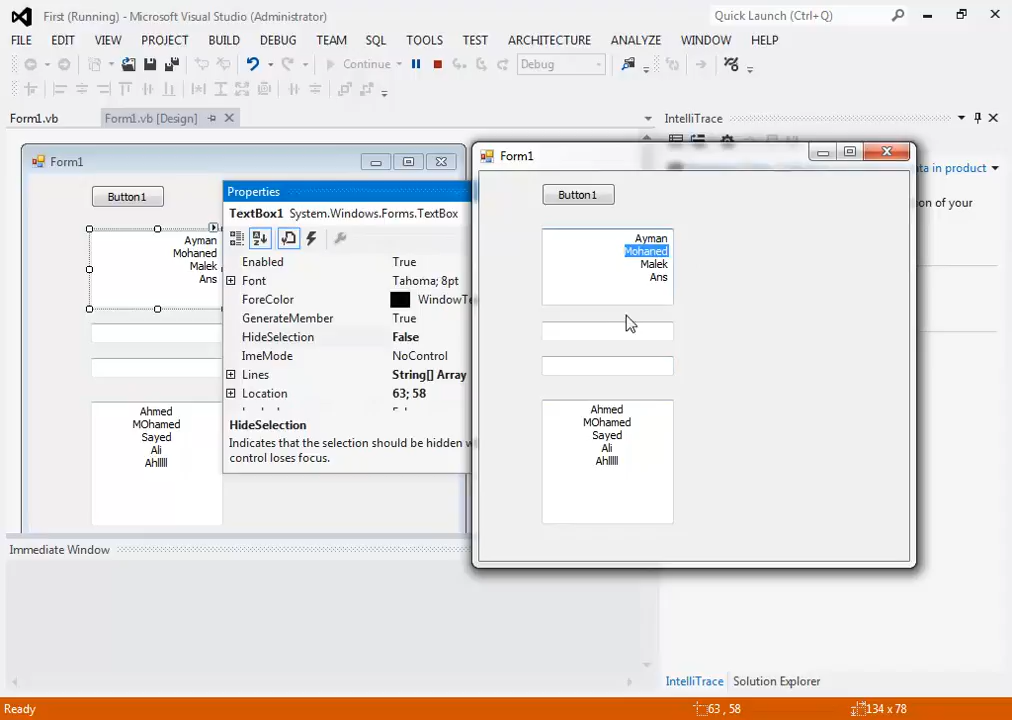 First (Running) - Microsoft Visual Studio (Administrator)
Quick Launch (Ctrl+Q)
FILE EDIT VIEW PROJECT BUILD DEBUG TEAM SQL TOOLS TEST ARCHITECTURE ANALYZE WINDOW HELP
Continue
Debug
Form1.vb
Form1.vb [Design]
IntelliTrace
Form1
Button1
Ayman
Mohaned
Malek
Ans
Ahmed
MOhamed
Sayed
Ali
Ahlllll
Properties
TextBox1 System.Windows.Forms.TextBox
Enabled True
Font Tahoma; 8pt
ForeColor WindowTe
GenerateMember True
HideSelection False
ImeMode NoControl
Lines String[] Array
Location 63; 58
HideSelection
Indicates that the selection should be hidden w
control loses focus.
Form1
Button1
Ayman
Mohaned
Malek
Ans
Ahmed
MOhamed
Sayed
Ali
Ahlllll
ata in product
ion of your
Immediate Window
IntelliTrace Solution Explorer
Ready
63 , 58
134 x 78